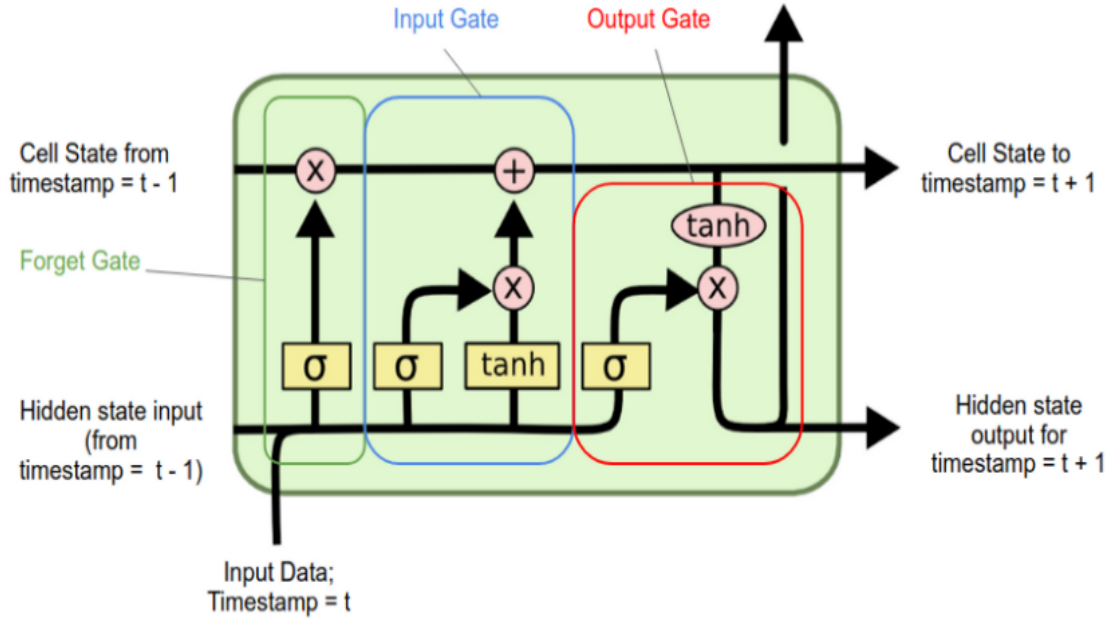 Input Gate
Output Gate
Cell State from
timestamp = t - 1
x
+
Cell State to
timestamp = t + 1
tanh
Forget Gate
x
x
σ
σ
tanh
σ
Hidden state input
(from
timestamp = t - 1)
Hidden state
output for
timestamp = t + 1
Input Data;
Timestamp = t